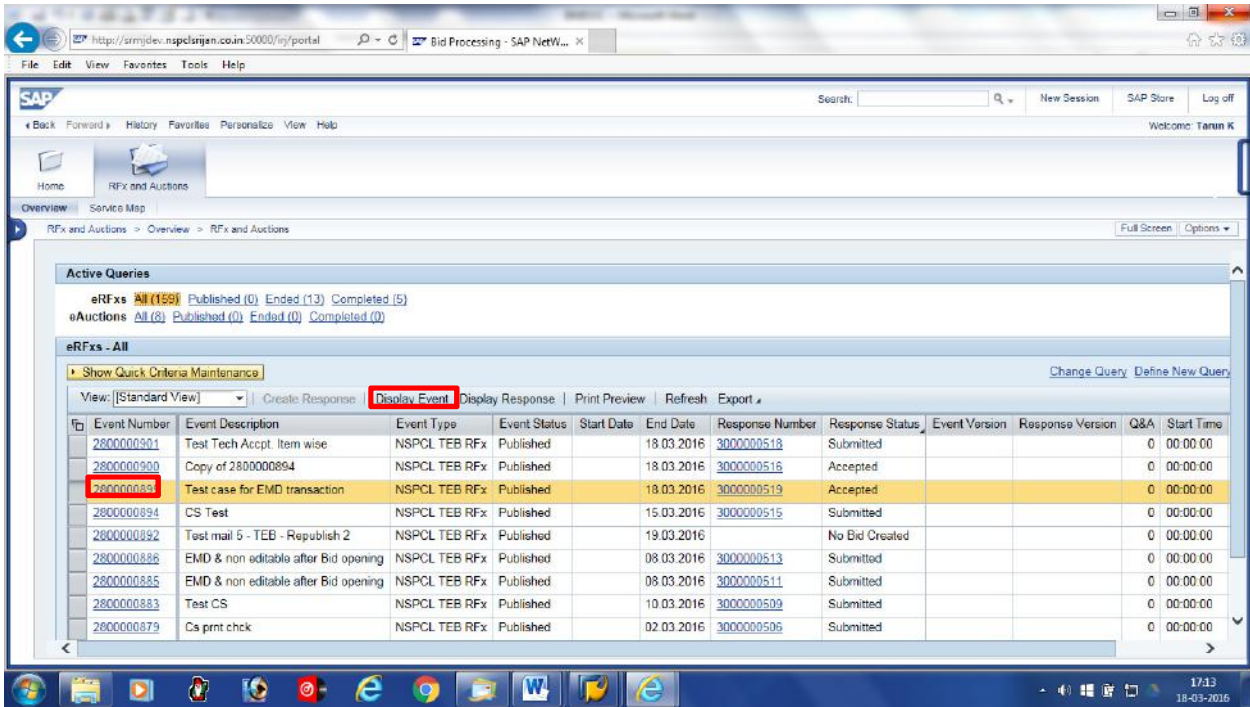 http://srmjdev.nspclsrijan.co.in:50000/irj/portal
Bid Processing - SAP NetW...
File Edit View Favorites Tools Help
SAP
Search: New Session SAP Store Log off
Back Forward History Favorites Personalize View Help
Welcome: Tarun K
Home RFx and Auctions
Overview Service Map
RFx and Auctions > Overview > RFx and Auctions
Full Screen Options
Active Queries
eRFxs All (159) Published (0) Ended (13) Completed (5)
eAuctions All (8) Published (0) Ended (0) Completed (0)
eRFxs - All
Show Quick Criteria Maintenance
Change Query Define New Query
View: [Standard View] Create Response | Display Event Display Response | Print Preview | Refresh Export
Event Number Event Description Event Type Event Status Start Date End Date Response Number Response Status Event Version Response Version Q&A Start Time
2800000901 Test Tech Accpt. Item wise NSPCL TEB RFx Published 18.03.2016 3000000518 Submitted 0 00:00:00
2800000900 Copy of 2800000894 NSPCL TEB RFx Published 18.03.2016 3000000516 Accepted 0 00:00:00
Test case for EMD transaction NSPCL TEB RFx Published 18.03.2016 3000000519 Accepted 0 00:00:00
2800000894 CS Test NSPCL TEB RFx Published 15.03.2016 3000000515 Submitted 0 00:00:00
2800000892 Test mail 5 - TEB - Republish 2 NSPCL TEB RFx Published 19.03.2016 No Bid Created 0 00:00:00
2800000886 EMD & non editable after Bid opening NSPCL TEB RFx Published 08.03.2016 3000000513 Submitted 0 00:00:00
2800000885 EMD & non editable after Bid opening NSPCL TEB RFx Published 08.03.2016 3000000511 Submitted 0 00:00:00
2800000883 Test CS NSPCL TEB RFx Published 10.03.2016 3000000509 Submitted 0 00:00:00
2800000879 Cs prnt chck NSPCL TEB RFx Published 02.03.2016 3000000506 Submitted 0 00:00:00
17:13
18-03-2016